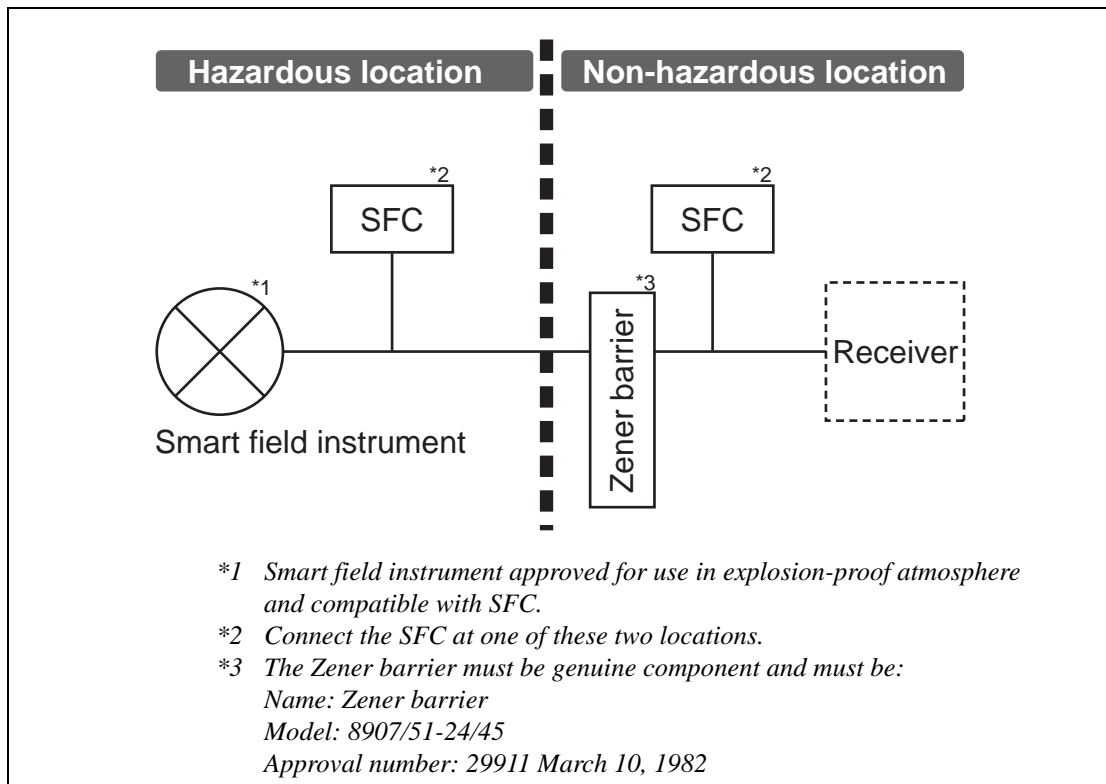 Hazardous location
Non-hazardous location
*2
SFC
*2
SFC
*1
*3
Zener barrier
Receiver
Smart field instrument
*1 Smart field instrument approved for use in explosion-proof atmosphere
and compatible with SFC.
*2 Connect the SFC at one of these two locations.
*3 The Zener barrier must be genuine component and must be:
Name: Zener barrier
Model: 8907/51-24/45
Approval number: 29911 March 10, 1982